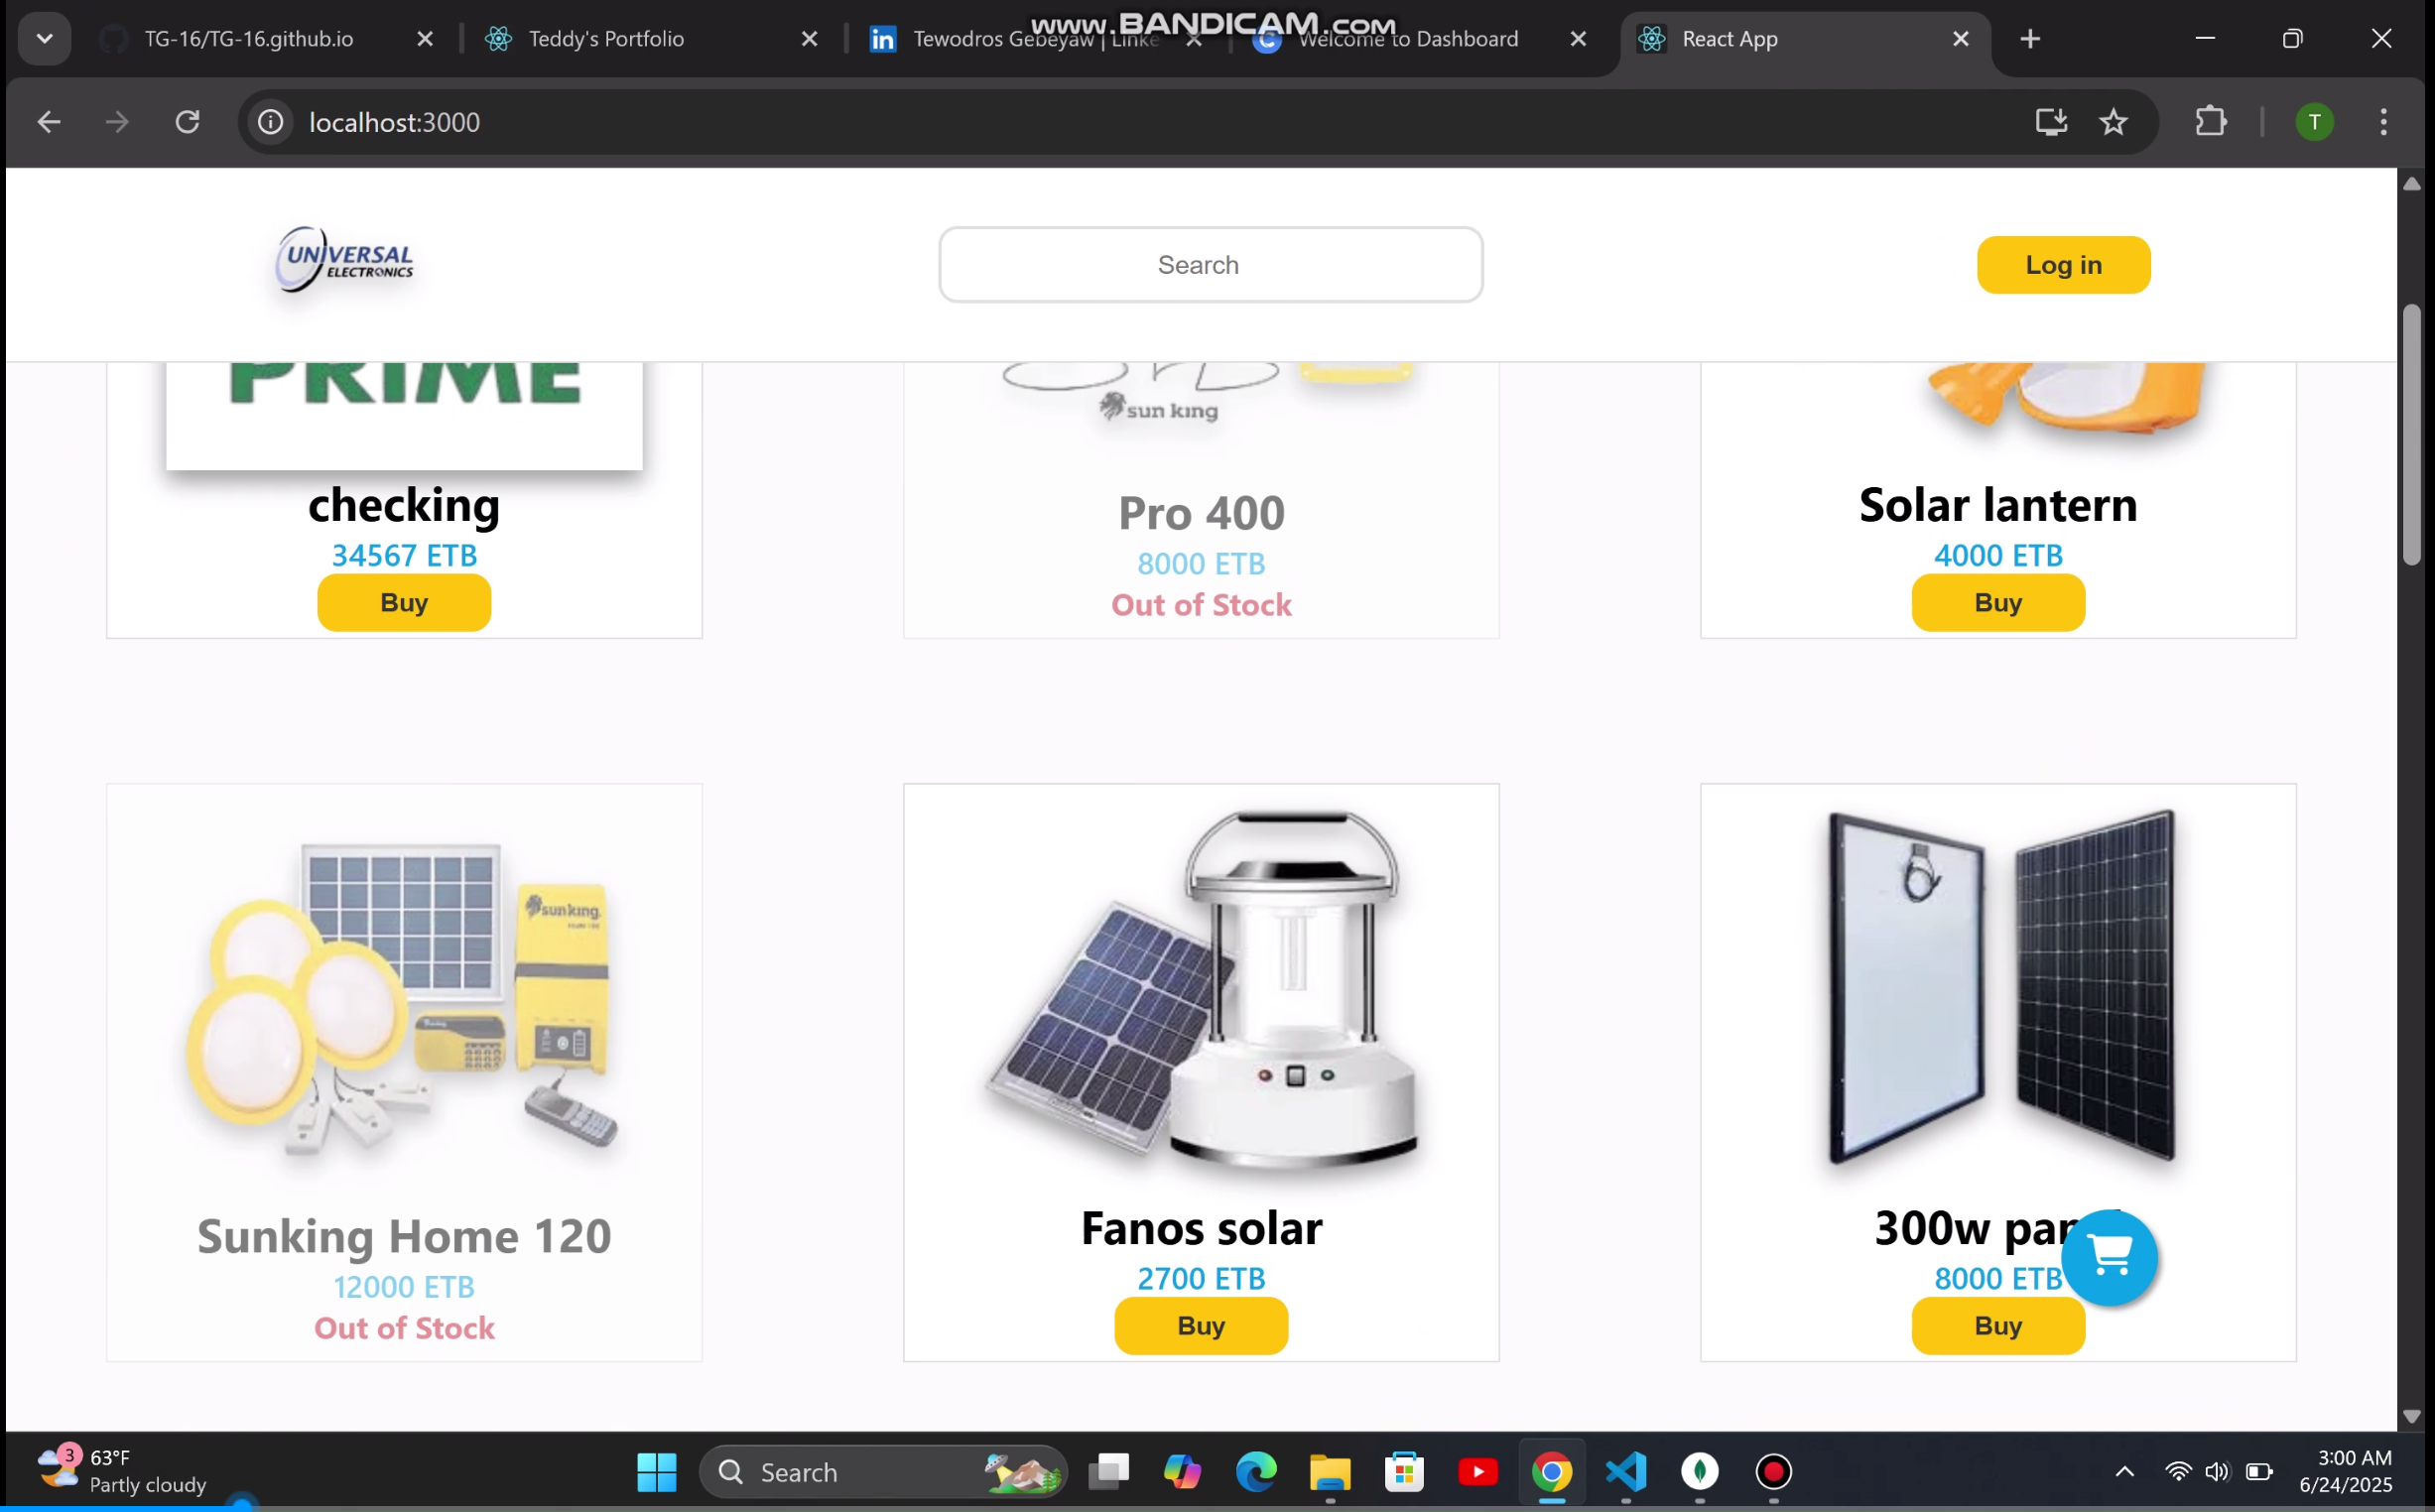 www.BANDICAM.com
TG-16/TG-16.github.io
Teddy's Portfolio
Tewodros Gebeyaw | Linke
Welcome to Dashboard
React App
localhost:3000
T
UNIVERSAL
ELECTRONICS
Search
Log in
PRIME
sun king
checking
34567 ETB
Buy
Pro 400
8000 ETB
Out of Stock
Solar lantern
4000 ETB
Buy
sun king.
Sunking Home 120
12000 ETB
Out of Stock
Fanos solar
2700 ETB
Buy
300w pan
8000 ETB
Buy
3
63°F
Partly cloudy
Search
3:00 AM
6/24/2025